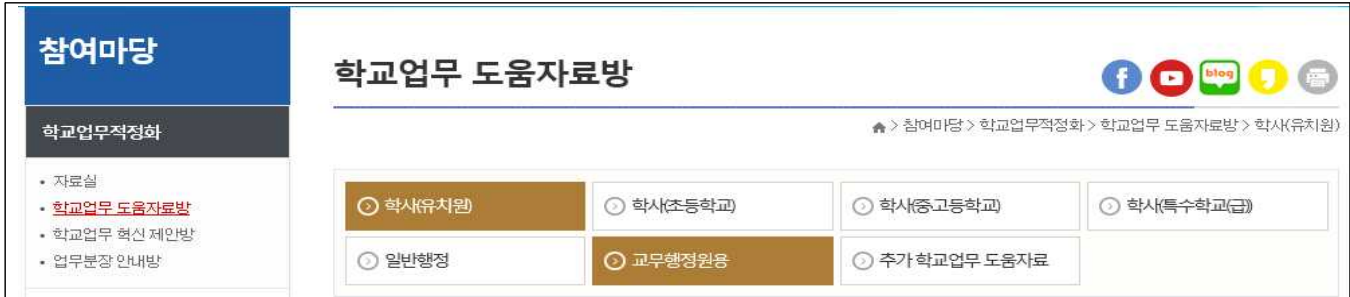 참여마당
학교업무적정화
• 자료실
• 학교업무 도움자료방
• 학교업무 혁신 제안방
• 업무분장 안내방
학교업무 도움자료방
blog
> 참여마당 > 학교업무적정화 > 학교업무 도움자료방 > 학사(유치원)
학사(유치원) 학사(초등학교) 학사(중.고등학교) 학사(특수학교(급))
일반행정 교무행정원용 추가 학교업무 도움자료